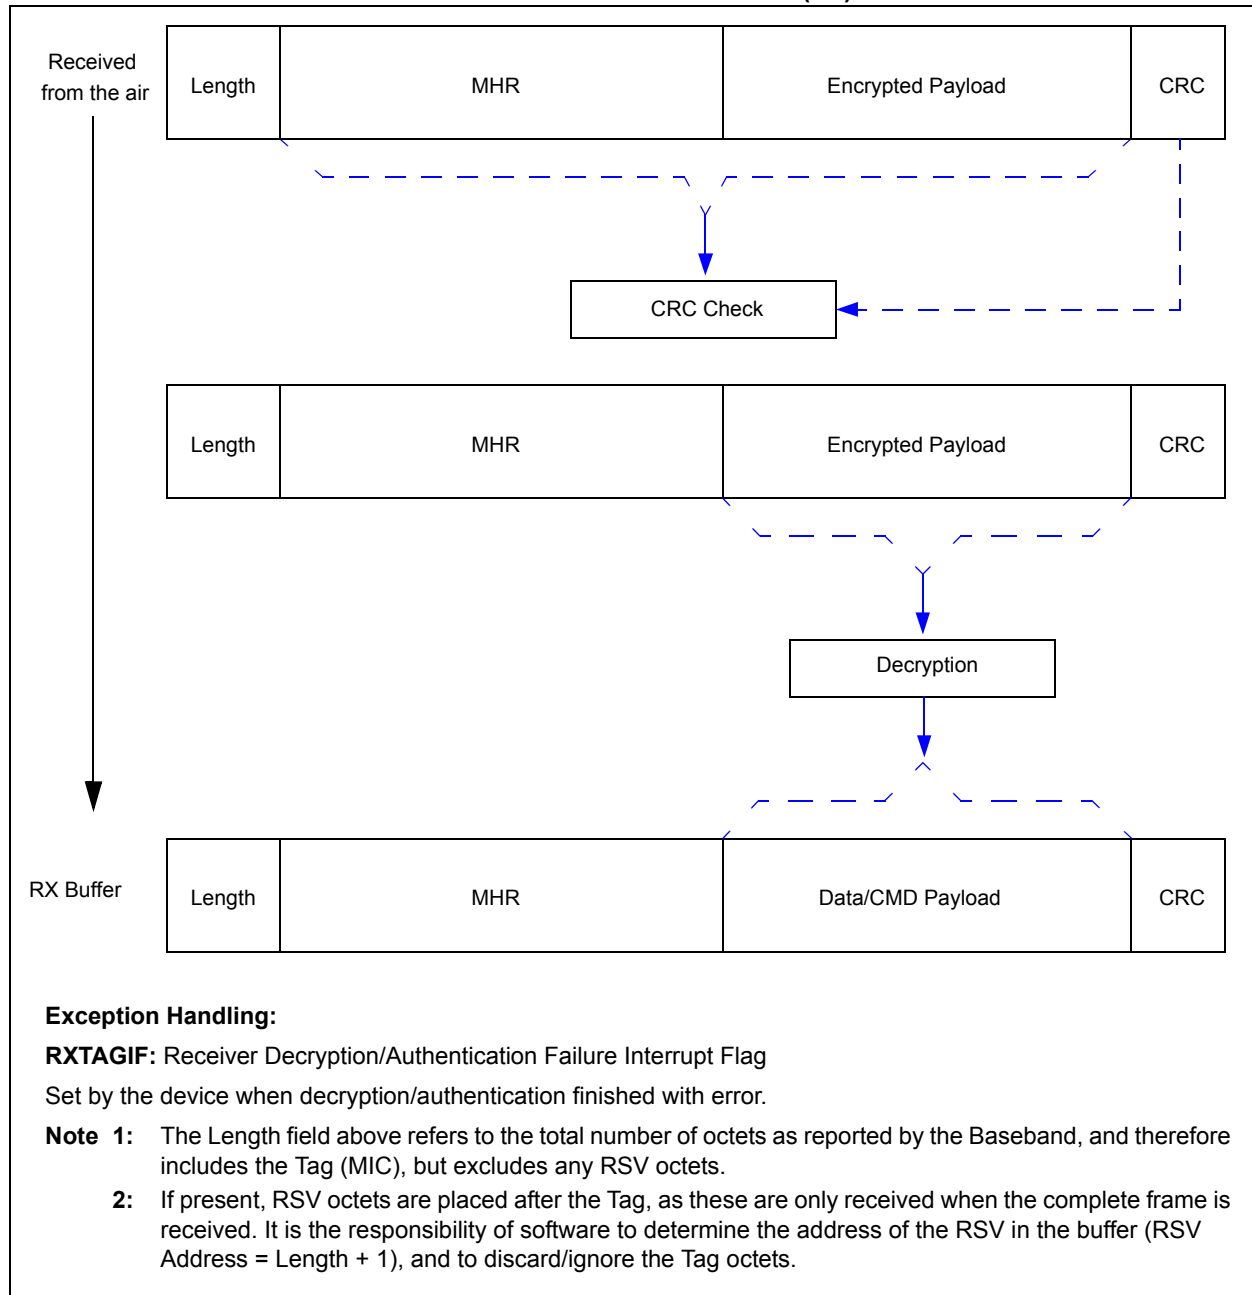 Received
from the air
Length
MHR
Encrypted Payload
CRC
CRC Check
Length
MHR
Encrypted Payload
CRC
Decryption
RX Buffer
Length
MHR
Data/CMD Payload
CRC
Exception Handling:
RXTAGIF: Receiver Decryption/Authentication Failure Interrupt Flag
Set by the device when decryption/authentication finished with error.
Note 1: The Length field above refers to the total number of octets as reported by the Baseband, and therefore
includes the Tag (MIC), but excludes any RSV octets.
2: If present, RSV octets are placed after the Tag, as these are only received when the complete frame is
received. It is the responsibility of software to determine the address of the RSV in the buffer (RSV
Address = Length + 1), and to discard/ignore the Tag octets.